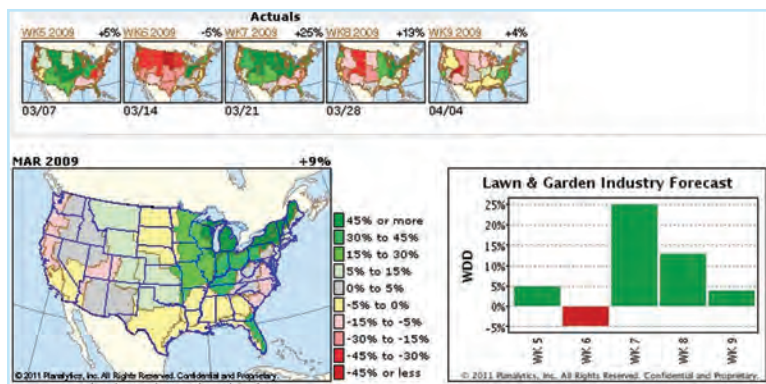 Actuals
WK5 2009 +5% WK6 2009 -5% WK7 2009 +25% WK8 2009 +13% WK9 2009 +4%
03/07 03/14 03/21 03/28 04/04
MAR 2009 +9%
45% or more
30% to 45%
15% to 30%
5% to 15%
0% to 5%
-5% to 0%
-15% to -5%
-30% to -15%
-45% to -30%
-45% or less
© 2011 Planalytics, Inc. All Rights Reserved. Confidential and Proprietary.
Lawn & Garden Industry Forecast
WDD
25%
20%
15%
10%
5%
0%
-5%
WK 5 WK 6 WK 7 WK 8 WK 9
© 2011 Planalytics, Inc. All Rights Reserved. Confidential and Proprietary.